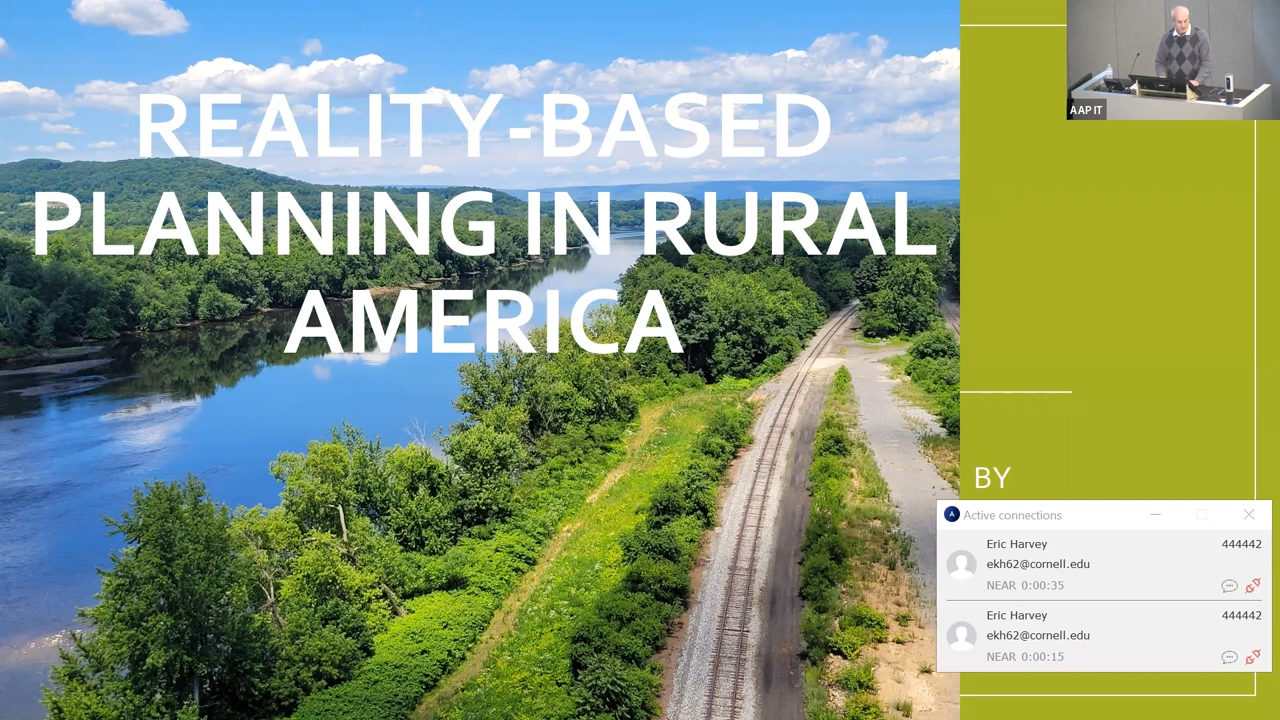 REALITY-BASED
PLANNING IN RURAL
AMERICA
AAP IT
BY
A Active connections
Eric Harvey 444442
ekh62@cornell.edu
NEAR 0:00:35
Eric Harvey 444442
ekh62@cornell.edu
NEAR 0:00:15